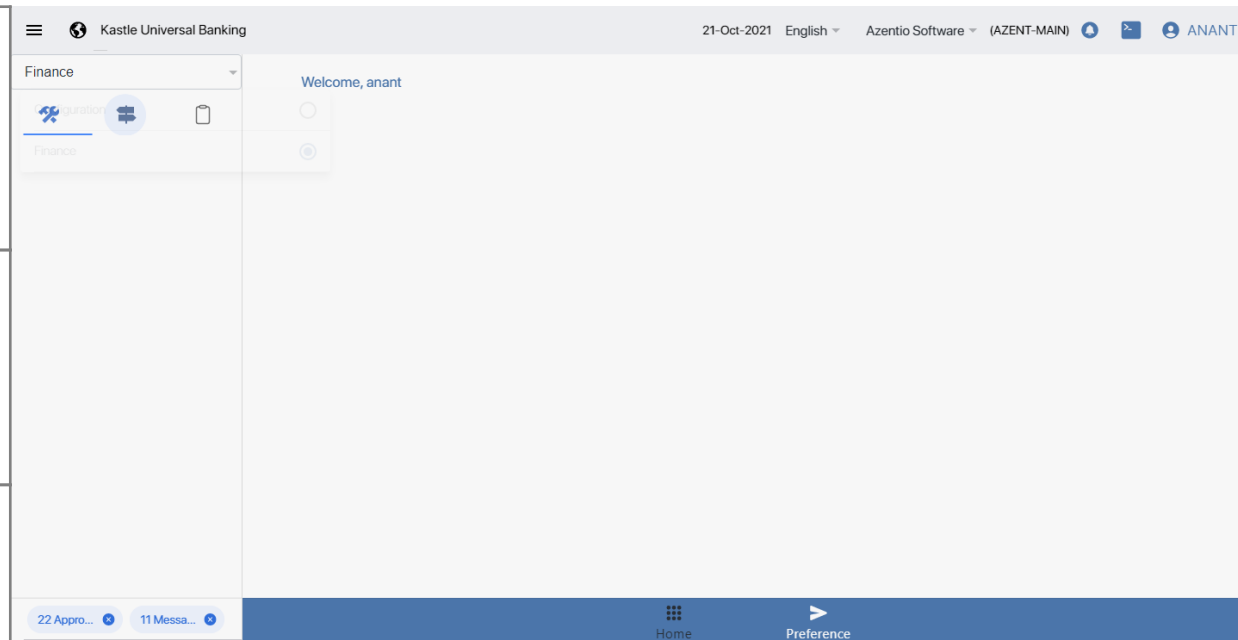 Kastle Universal Banking
21-Oct-2021 English Azentio Software (AZENT-MAIN) ANANT
Finance
Welcome, anant
Configuration
Finance
22 Appro... 11 Messa...
Home Preference